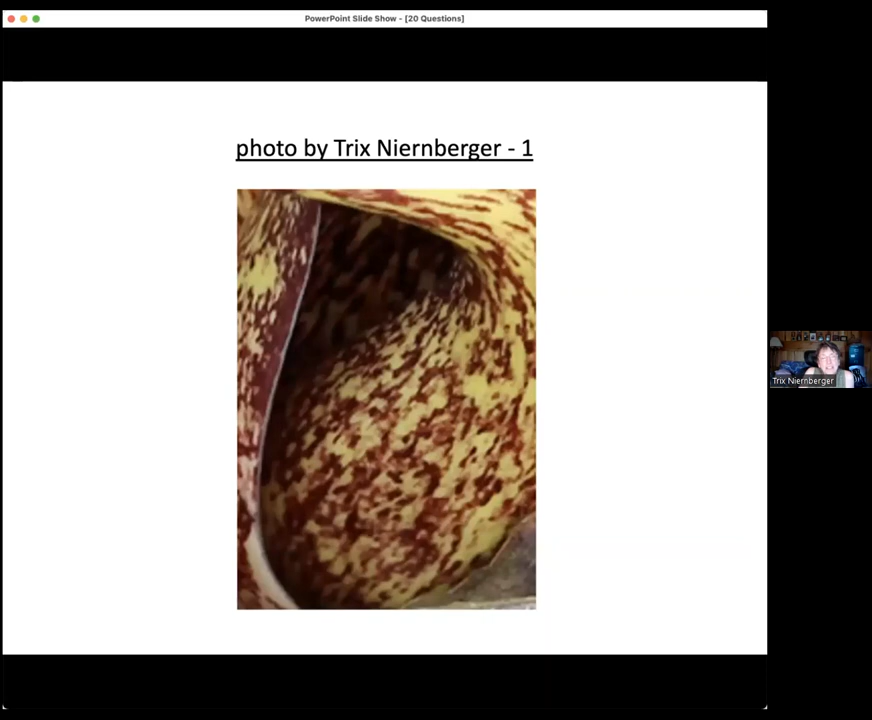 PowerPoint Slide Show - [20 Questions]
photo by Trix Niernberger - 1
Trix Niernberger